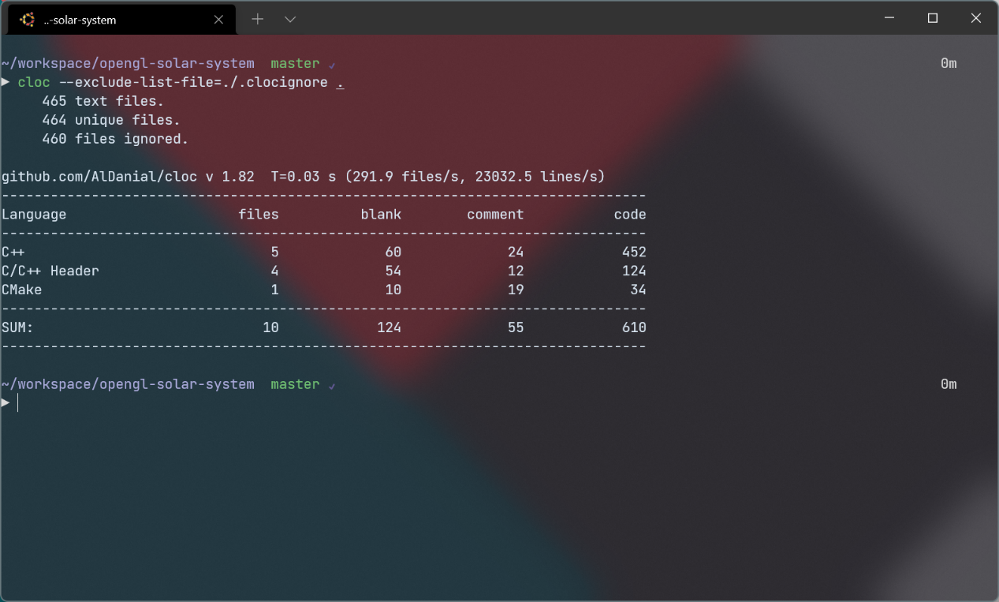 ..-solar-system
~/workspace/opengl-solar-system  master ✓ 0m
▶ cloc --exclude-list-file=./.clocignore .
     465 text files.
     464 unique files.
     460 files ignored.
github.com/AlDanial/cloc v 1.82  T=0.03 s (291.9 files/s, 23032.5 lines/s)
-------------------------------------------------------------------------------
Language                     files          blank        comment           code
-------------------------------------------------------------------------------
C++                              5             60             24            452
C/C++ Header                     4             54             12            124
CMake                            1             10             19             34
-------------------------------------------------------------------------------
SUM:                            10            124             55            610
-------------------------------------------------------------------------------
~/workspace/opengl-solar-system  master ✓ 0m
▶